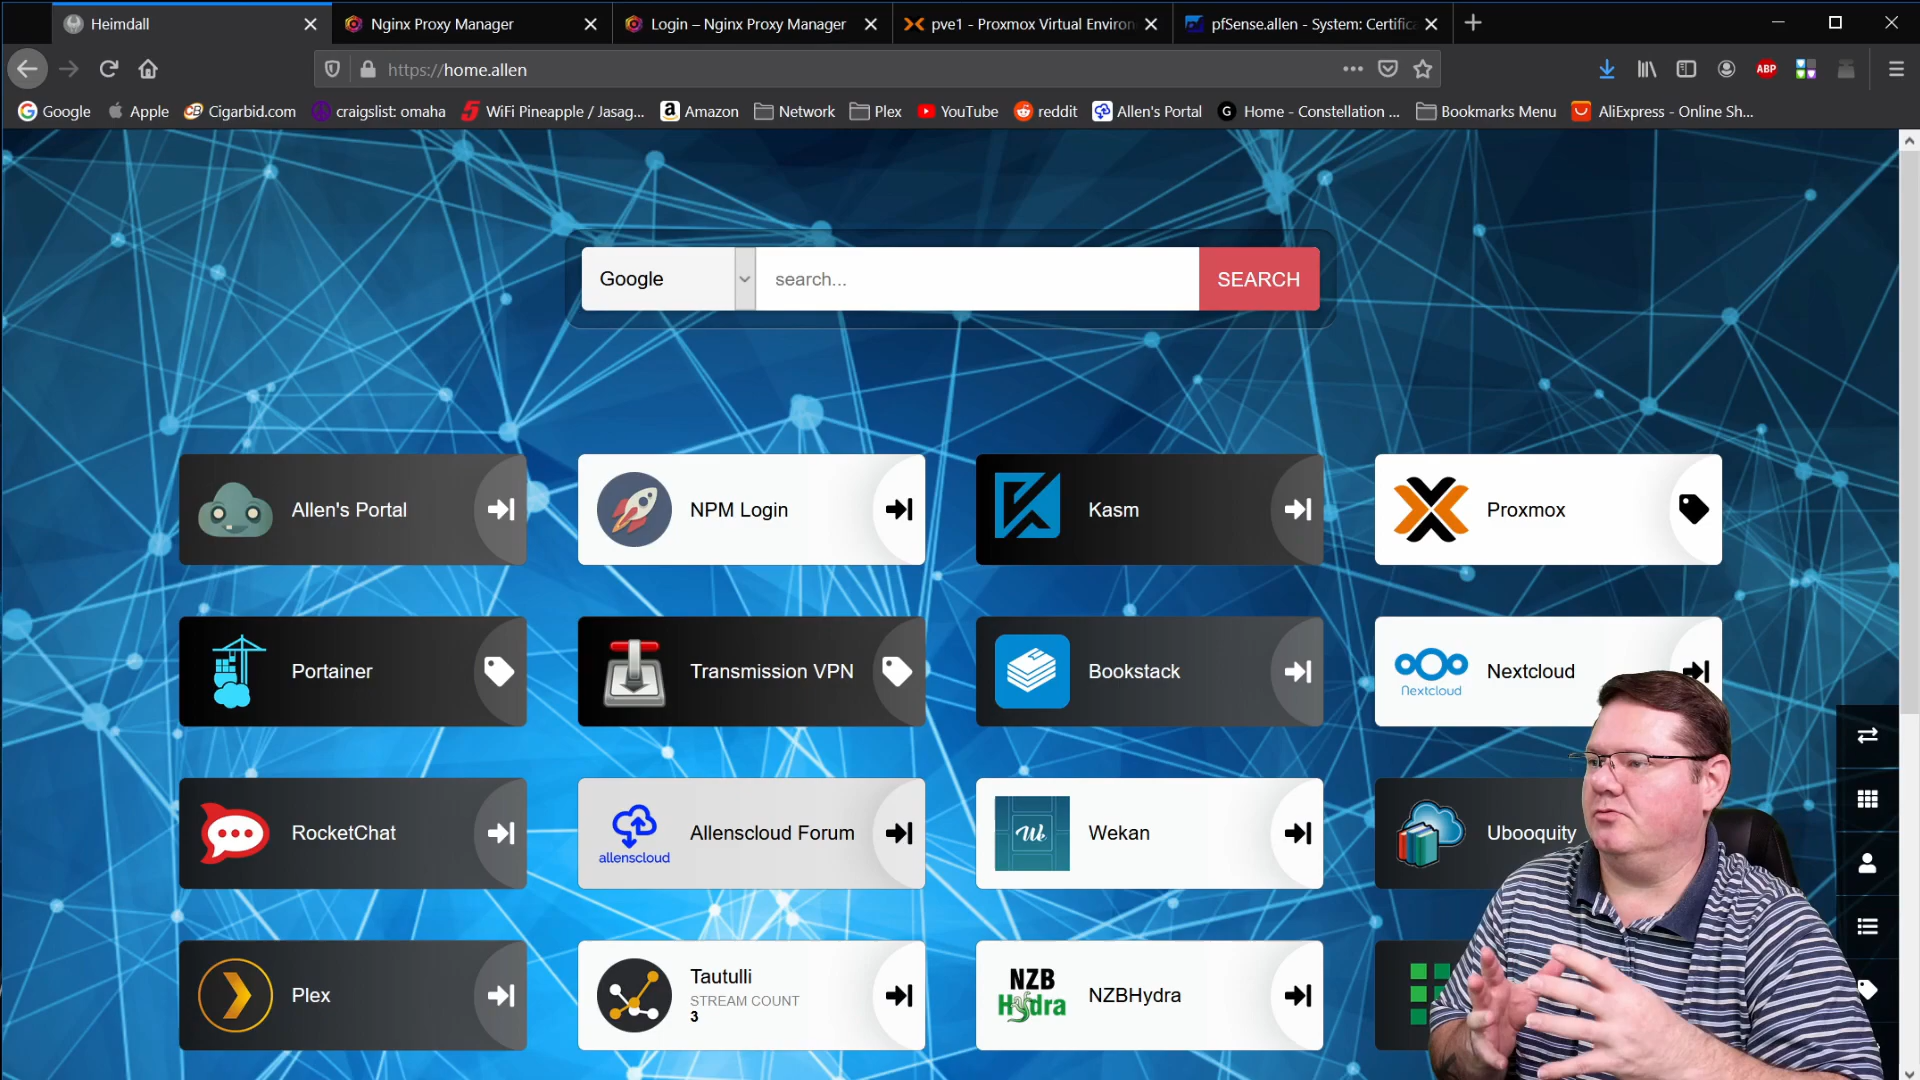 Heimdall
Nginx Proxy Manager
Login – Nginx Proxy Manager
pve1 - Proxmox Virtual Environ
pfSense.allen - System: Certifica
https://home.allen
ABP
Google
Apple
Cigarbid.com
craigslist: omaha
WiFi Pineapple / Jasag...
Amazon
Network
Plex
YouTube
reddit
Allen's Portal
Home - Constellation ...
Bookmarks Menu
AliExpress - Online Sh...
Google
search...
SEARCH
Allen's Portal
NPM Login
Kasm
Proxmox
Portainer
Transmission VPN
Bookstack
Nextcloud
Nextcloud
RocketChat
allenscloud
Allenscloud Forum
We
Wekan
Ubooquity
Plex
Tautulli
STREAM COUNT
3
NZB
Hydra
NZBHydra